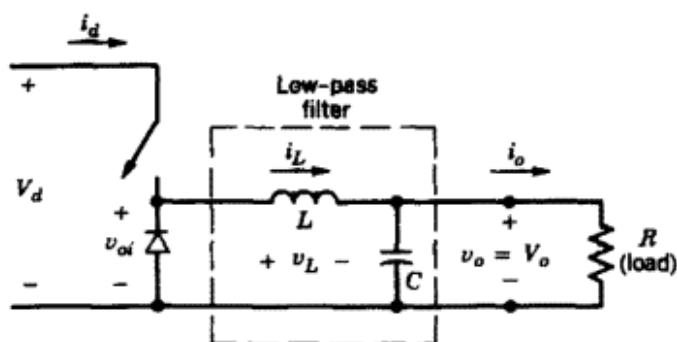 i_d
+
Low-pass
filter
i_L
i_o
V_d
+
L
+
R
v_oi
+ v_L -
C
v_o = V_o
(load)
-
-
-